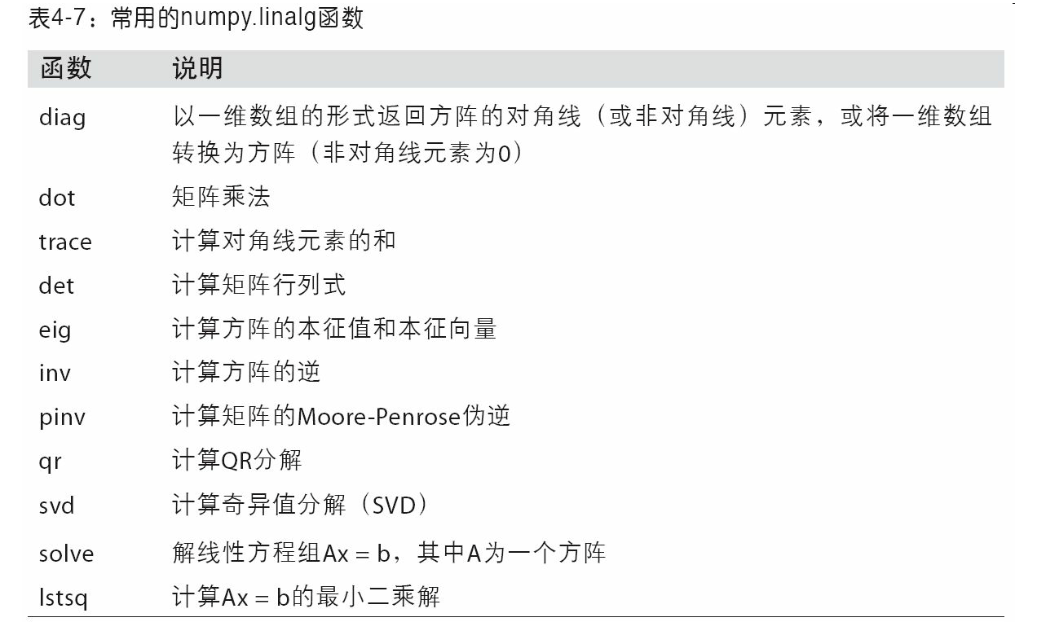 表4-7：常用的numpy.linalg函数
函数 说明
diag 以一维数组的形式返回方阵的对角线（或非对角线）元素，或将一维数组
转换为方阵（非对角线元素为0）
dot 矩阵乘法
trace 计算对角线元素的和
det 计算矩阵行列式
eig 计算方阵的本征值和本征向量
inv 计算方阵的逆
pinv 计算矩阵的Moore-Penrose伪逆
qr 计算QR分解
svd 计算奇异值分解（SVD）
solve 解线性方程组Ax = b，其中A为一个方阵
lstsq 计算Ax = b的最小二乘解